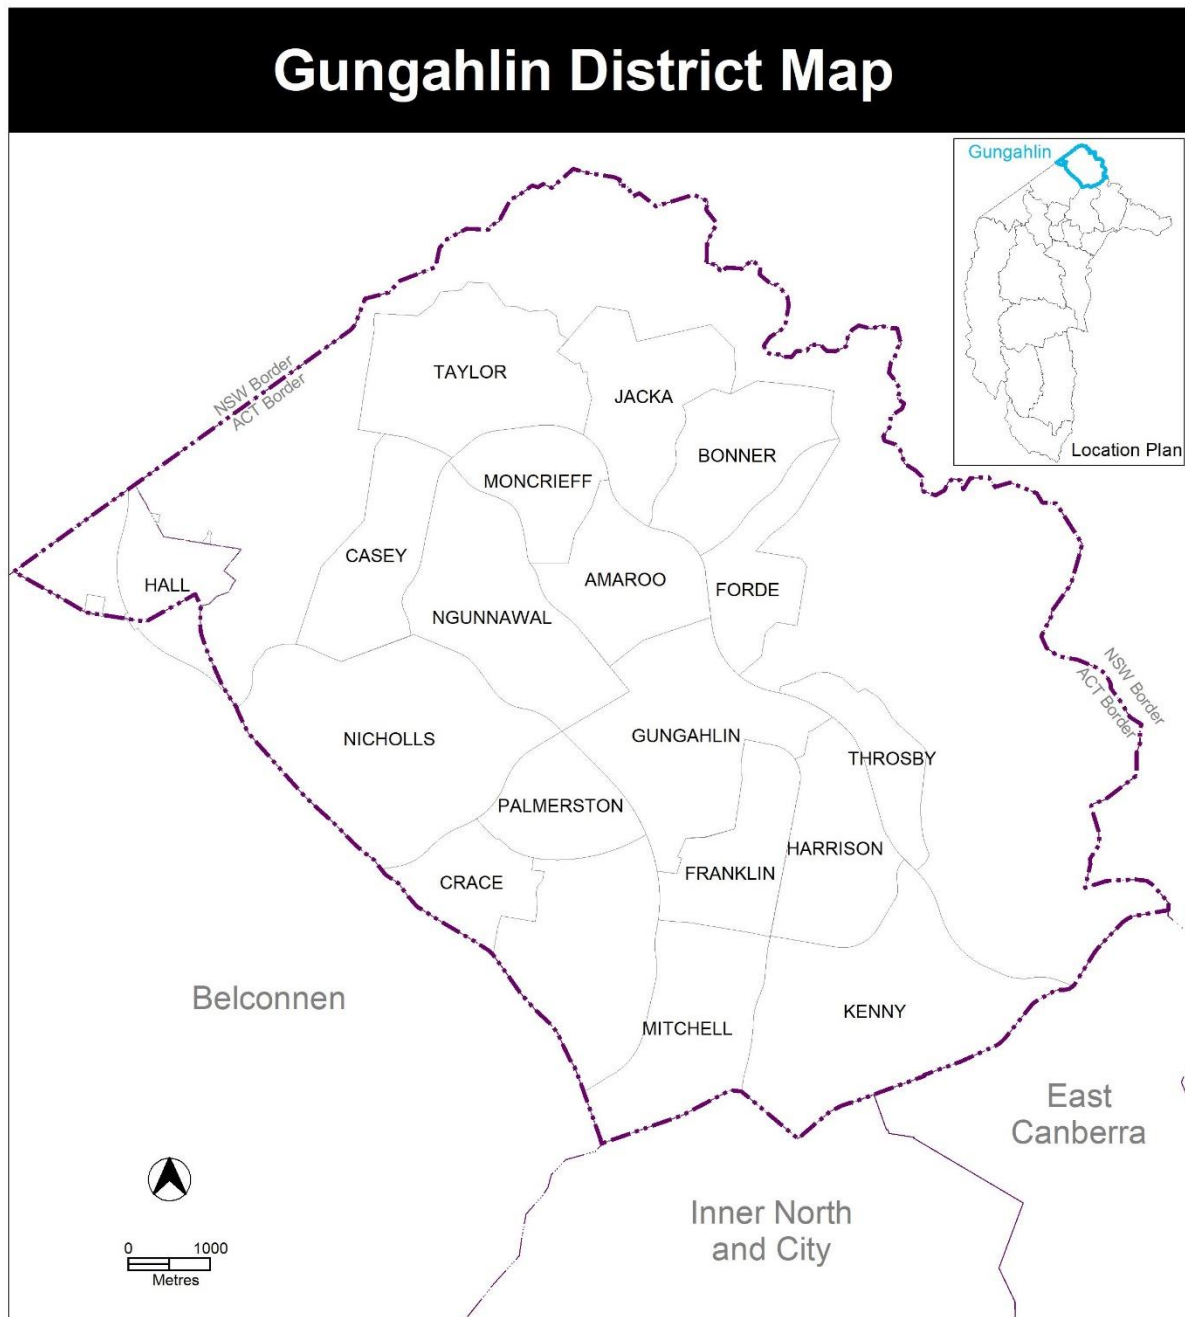 Gungahlin District Map
Gungahlin
Location Plan
NSW Border
ACT Border
TAYLOR
JACKA
BONNER
MONCRIEFF
CASEY
HALL
AMAROO
FORDE
NGUNNAWAL
NSW Border
ACT Border
NICHOLLS
GUNGAHLIN
THROSBY
PALMERSTON
HARRISON
FRANKLIN
CRACE
Belconnen
KENNY
MITCHELL
East
Canberra
Inner North
and City
0 1000
Metres